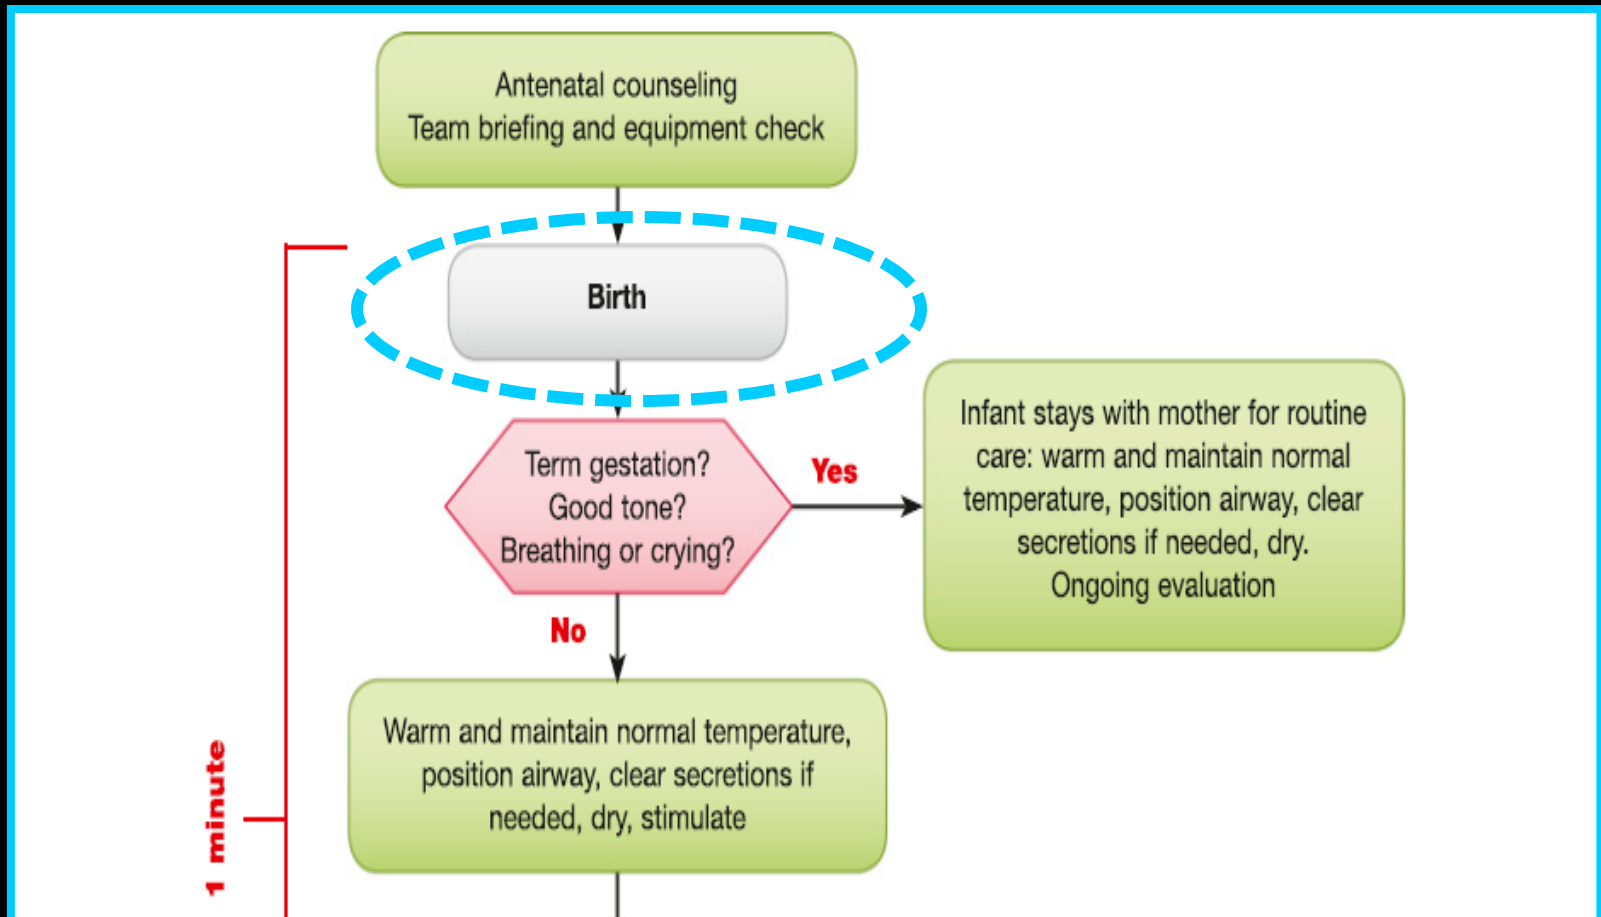 Antenatal counseling
Team briefing and equipment check
Birth
Term gestation?
Good tone?
Breathing or crying?
Yes
Infant stays with mother for routine
care: warm and maintain normal
temperature, position airway, clear
secretions if needed, dry.
Ongoing evaluation
No
Warm and maintain normal temperature,
position airway, clear secretions if
needed, dry, stimulate
1 minute